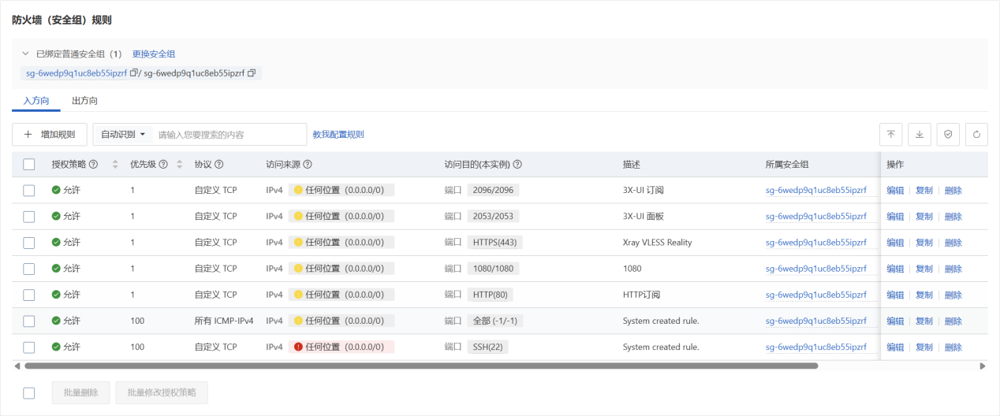 防火墙（安全组）规则
已绑定普通安全组（1） 更换安全组
sg-6wedp9q1uc8eb55ipzrf / sg-6wedp9q1uc8eb55ipzrf
入方向 出方向
增加规则 自动识别 请输入您要搜索的内容 教我配置规则
授权策略 优先级 协议 访问来源 访问目的(本实例) 描述 所属安全组 操作
允许 1 自定义 TCP IPv4 任何位置（0.0.0.0/0） 端口 2096/2096 3X-UI 订阅 sg-6wedp9q1uc8eb55ipzrf 编辑 复制 删除
允许 1 自定义 TCP IPv4 任何位置（0.0.0.0/0） 端口 2053/2053 3X-UI 面板 sg-6wedp9q1uc8eb55ipzrf 编辑 复制 删除
允许 1 自定义 TCP IPv4 任何位置（0.0.0.0/0） 端口 HTTPS(443) Xray VLESS Reality sg-6wedp9q1uc8eb55ipzrf 编辑 复制 删除
允许 1 自定义 TCP IPv4 任何位置（0.0.0.0/0） 端口 1080/1080 1080 sg-6wedp9q1uc8eb55ipzrf 编辑 复制 删除
允许 1 自定义 TCP IPv4 任何位置（0.0.0.0/0） 端口 HTTP(80) HTTP订阅 sg-6wedp9q1uc8eb55ipzrf 编辑 复制 删除
允许 100 所有 ICMP-IPv4 IPv4 任何位置（0.0.0.0/0） 端口 全部 (-1/-1) System created rule. sg-6wedp9q1uc8eb55ipzrf 编辑 复制 删除
允许 100 自定义 TCP IPv4 任何位置（0.0.0.0/0） 端口 SSH(22) System created rule. sg-6wedp9q1uc8eb55ipzrf 编辑 复制 删除
批量删除 批量修改授权策略